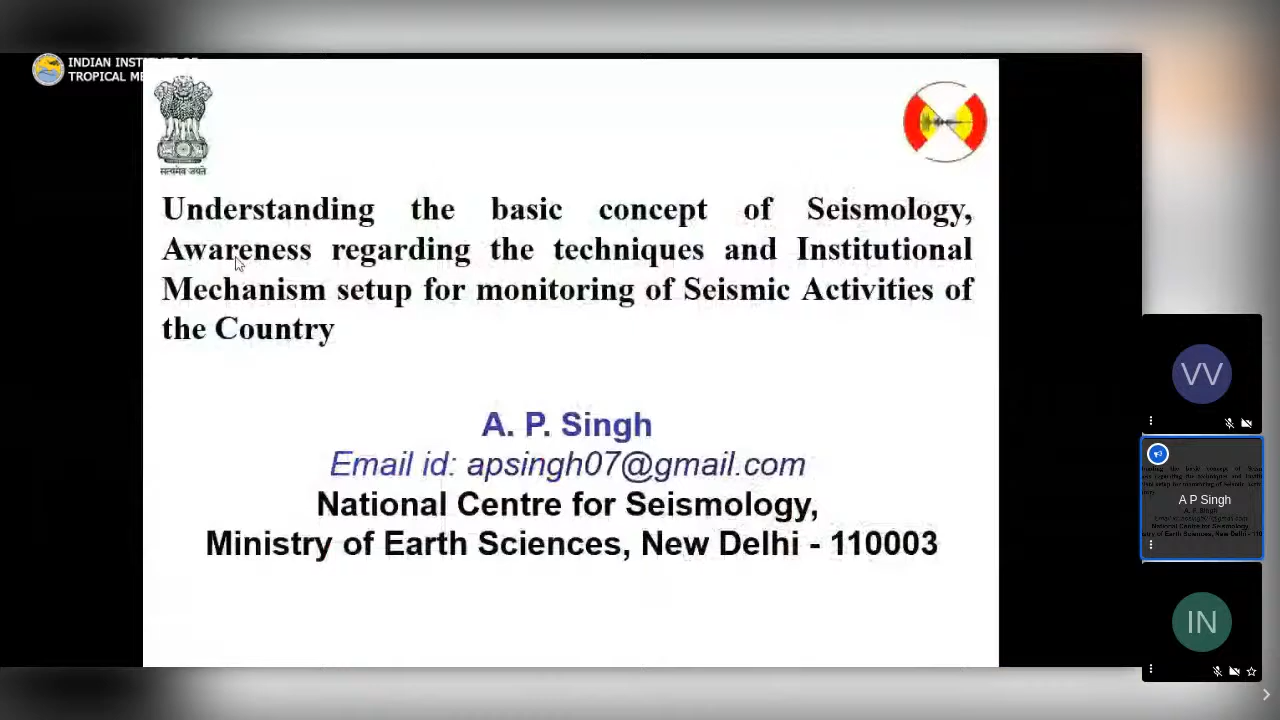 INDIAN INST
TROPICAL ME
सत्यमेव जयते
Understanding the basic concept of Seismology,
Awareness regarding the techniques and Institutional
Mechanism setup for monitoring of Seismic Activities of
the Country
A. P. Singh
Email id: apsingh07@gmail.com
National Centre for Seismology,
Ministry of Earth Sciences, New Delhi - 110003
VV
A P Singh
IN